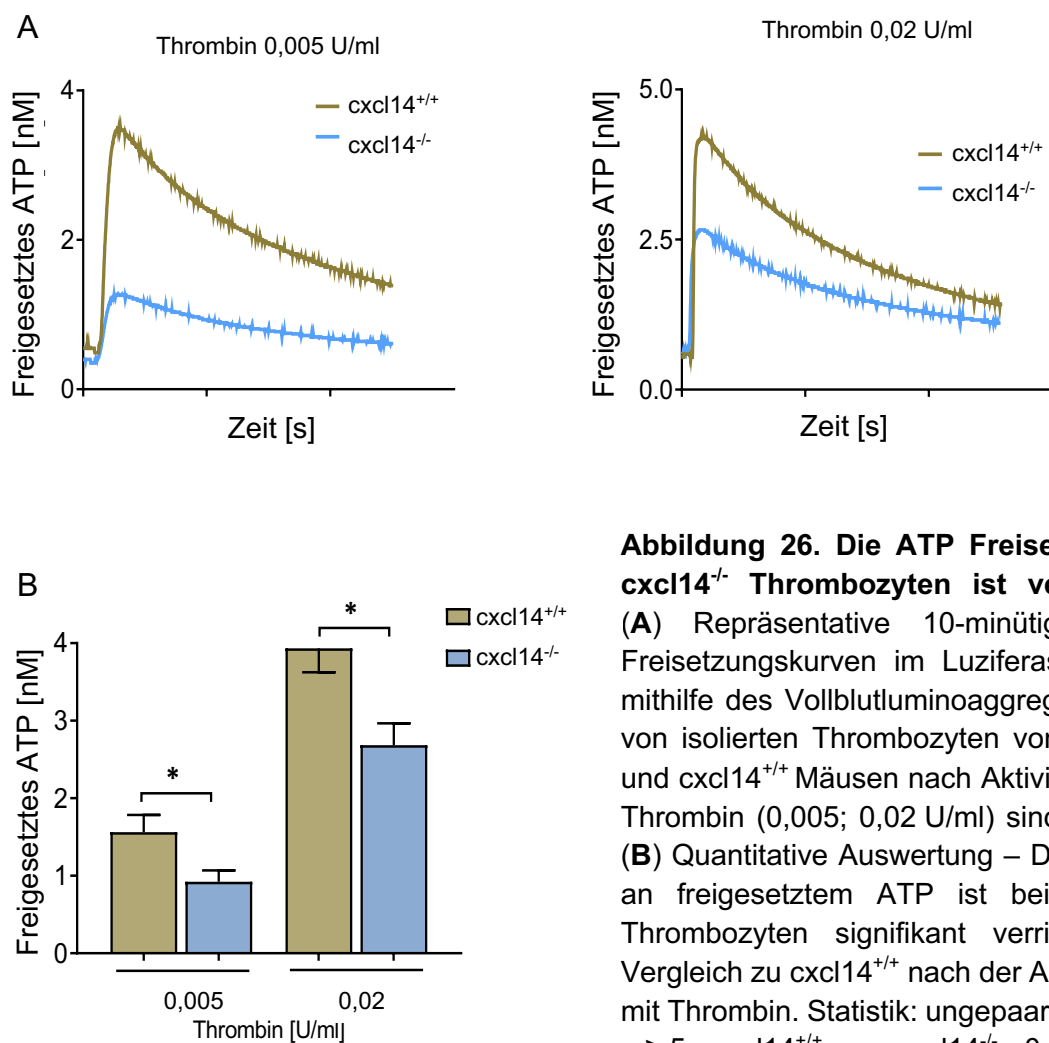 A
Thrombin 0,005 U/ml
Freigesetztes ATP [nM]
4
2
0
cxcl14+/+
cxcl14-/-
Zeit [s]
Thrombin 0,02 U/ml
Freigesetztes ATP [nM]
5.0
2.5
0.0
cxcl14+/+
cxcl14-/-
Zeit [s]
B
Freigesetztes ATP [nM]
4
3
2
1
0
*
*
cxcl14+/+
cxcl14-/-
0,005
0,02
Thrombin [U/ml]
Abbildung 26. Die ATP Freise
cxcl14-/- Thrombozyten ist ve
(A) Repräsentative 10-minütig
Freisetzungskurven im Luziferas
mithilfe des Vollblutluminoaggreg
von isolierten Thrombozyten vor
und cxcl14+/+ Mäusen nach Aktivi
Thrombin (0,005; 0,02 U/ml) sind
(B) Quantitative Auswertung – D
an freigesetztem ATP ist bei
Thrombozyten signifikant verri
Vergleich zu cxcl14+/+ nach der A
mit Thrombin. Statistik: ungepaar